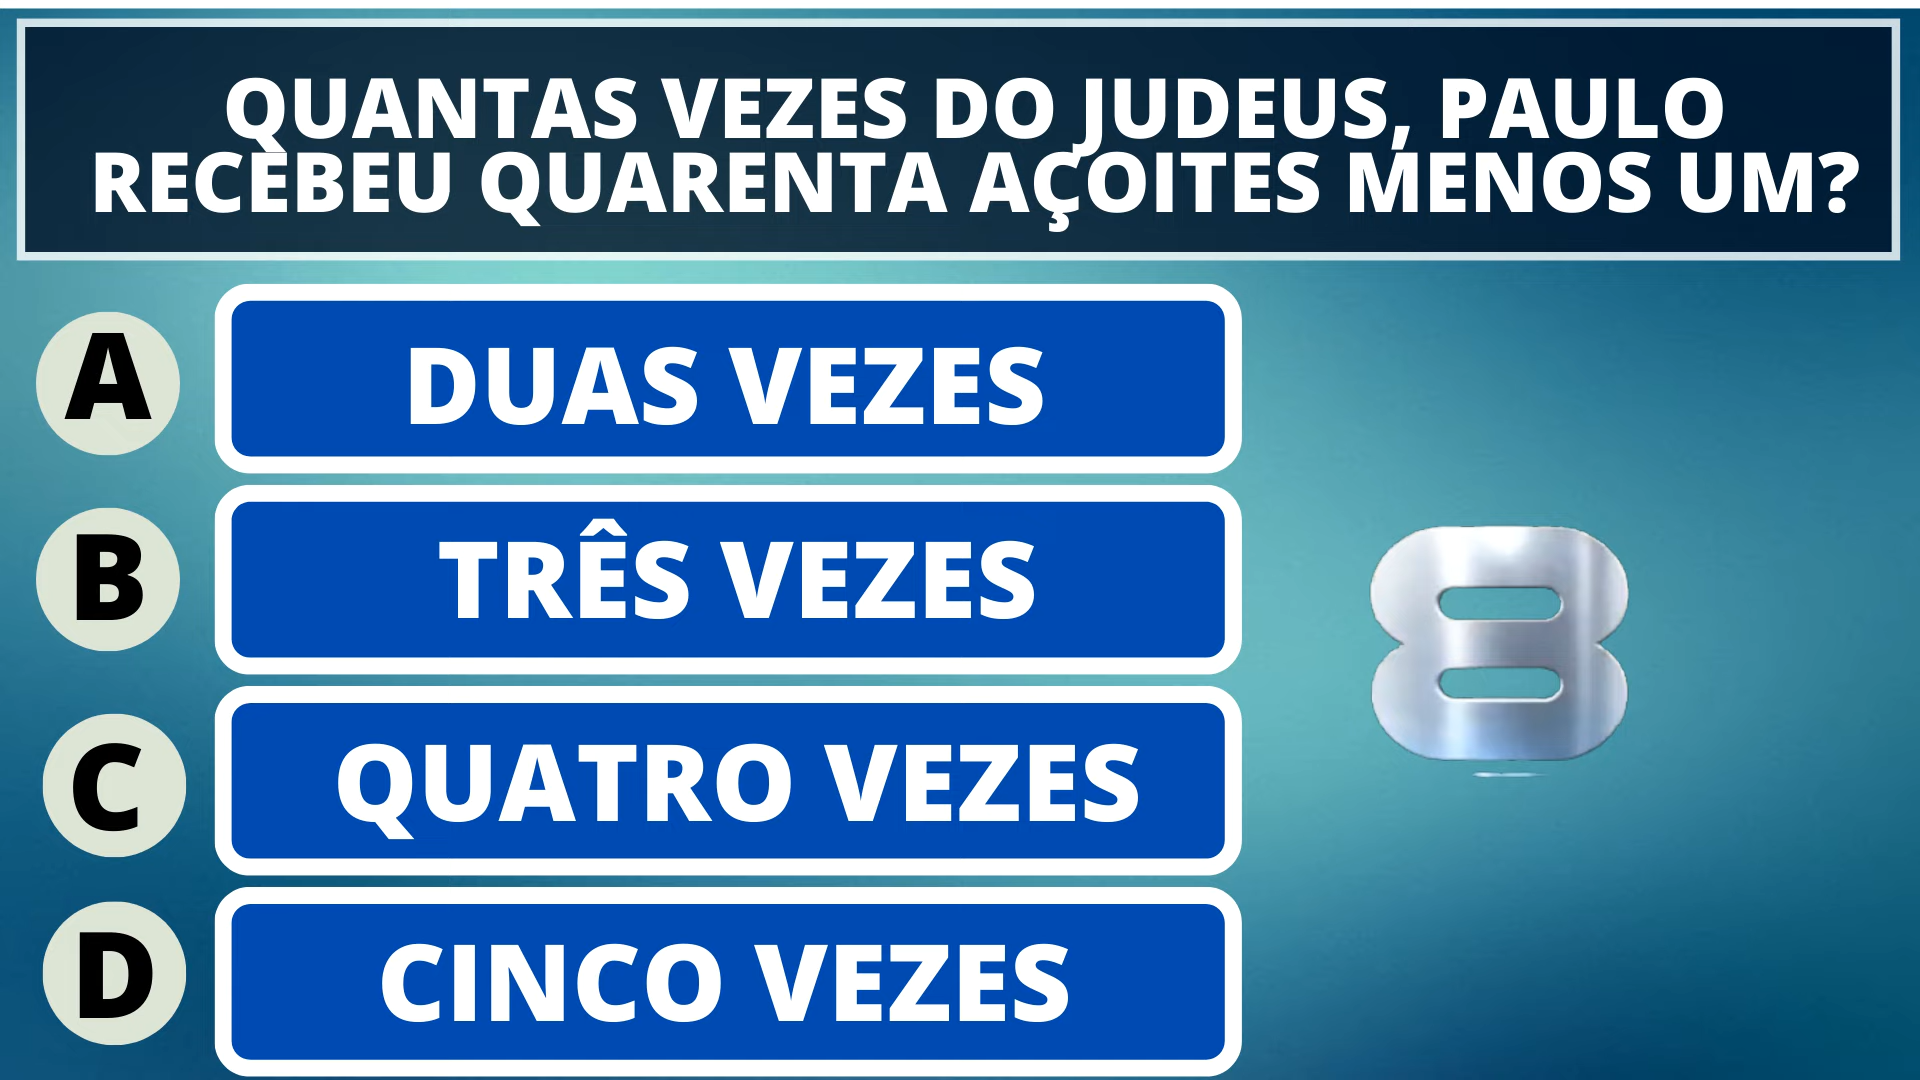 QUANTAS VEZES DO JUDEUS, PAULO
RECEBEU QUARENTA AÇOITES MENOS UM?
A
DUAS VEZES
B
TRÊS VEZES
8
C
QUATRO VEZES
D
CINCO VEZES